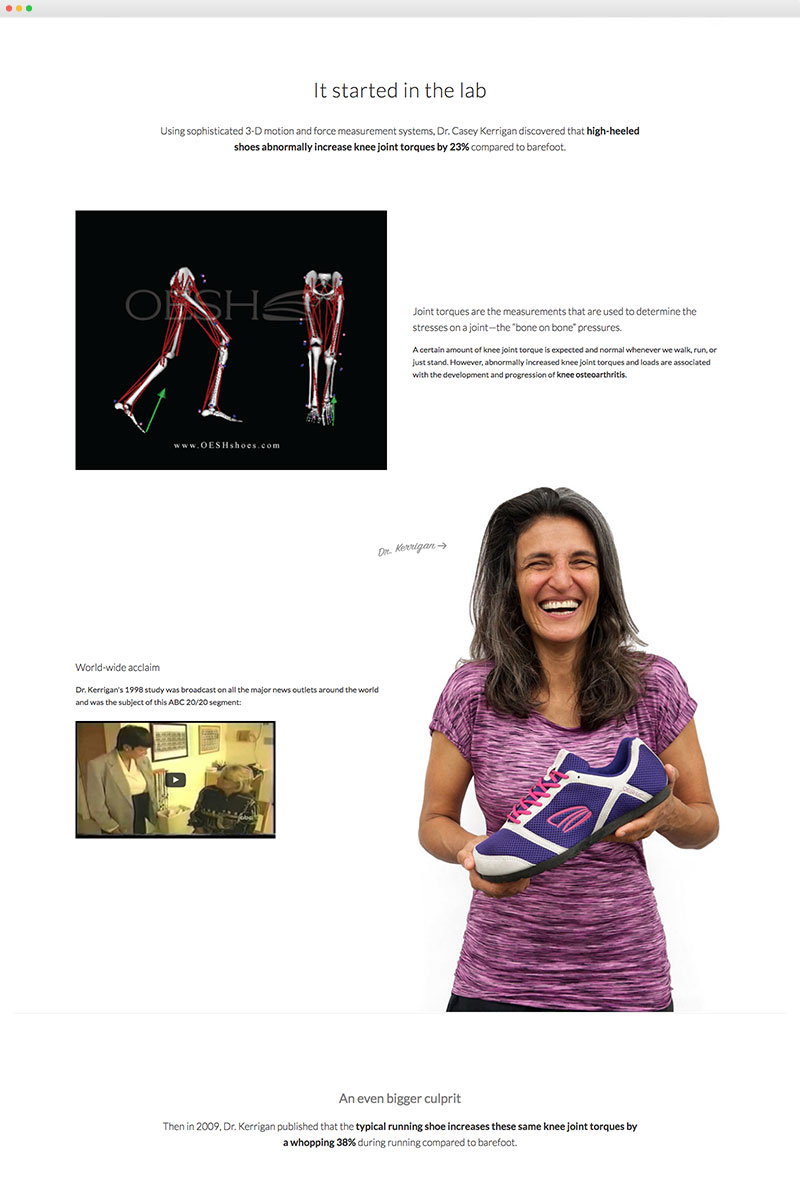 It started in the lab
Using sophisticated 3-D motion and force measurement systems, Dr. Casey Kerrigan discovered that high-heeled
shoes abnormally increase knee joint torques by 23% compared to barefoot.
OESH
www.OESHshoes.com
Joint torques are the measurements that are used to determine the
stresses on a joint—the “bone on bone” pressures.
A certain amount of knee joint torque is expected and normal whenever we walk, run, or
just stand. However, abnormally increased knee joint torques and loads are associated
with the development and progression of knee osteoarthritis.
Dr. Kerrigan
World-wide acclaim
Dr. Kerrigan's 1998 study was broadcast on all the major news outlets around the world
and was the subject of this ABC 20/20 segment:
An even bigger culprit
Then in 2009, Dr. Kerrigan published that the typical running shoe increases these same knee joint torques by
a whopping 38% during running compared to barefoot.